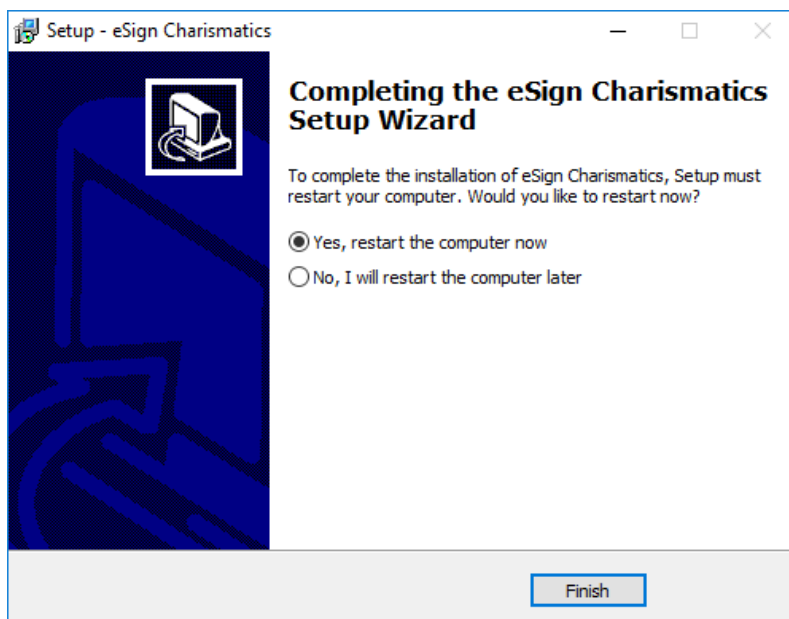 Setup - eSign Charismatics
Completing the eSign Charismatics
Setup Wizard
To complete the installation of eSign Charismatics, Setup must
restart your computer. Would you like to restart now?
Yes, restart the computer now
No, I will restart the computer later
Finish